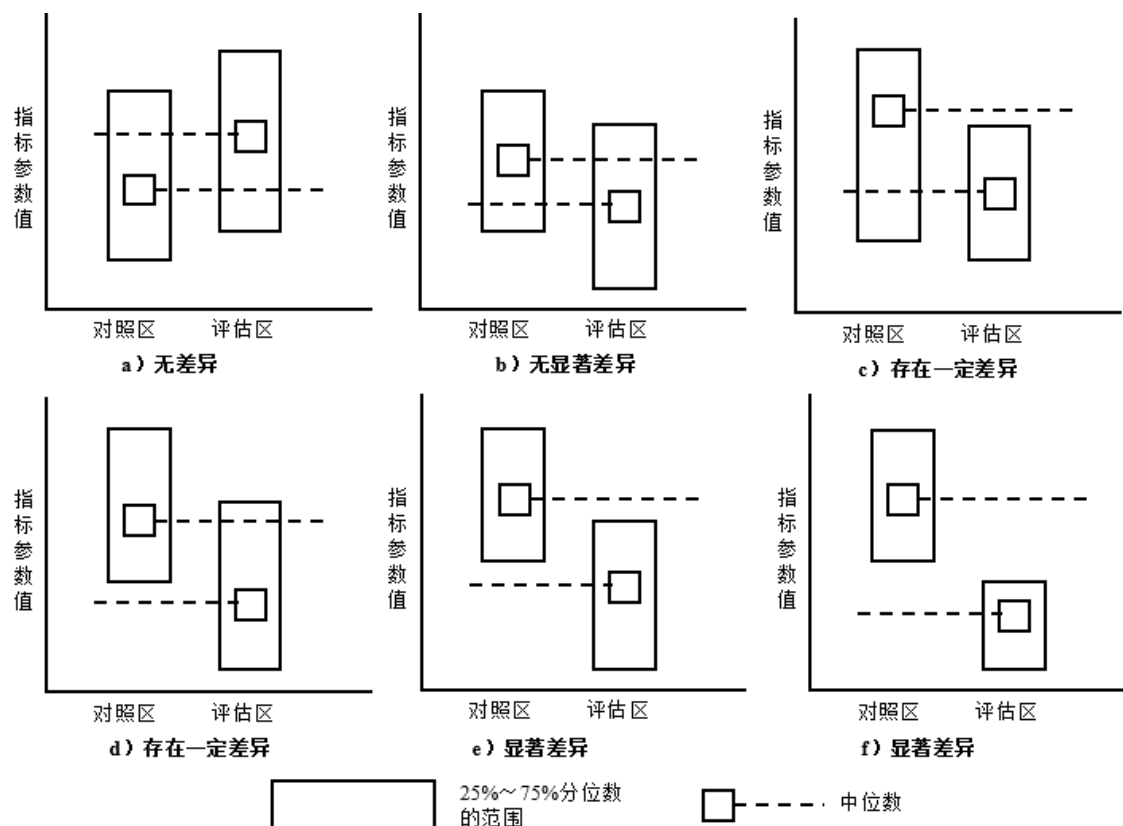 指标参数值
对照区 评估区
a）无差异
指标参数值
对照区 评估区
b）无显著差异
指标参数值
对照区 评估区
c）存在一定差异
指标参数值
对照区 评估区
d）存在一定差异
指标参数值
对照区 评估区
e）显著差异
指标参数值
对照区 评估区
f）显著差异
25%～75%分位数
的范围
中位数